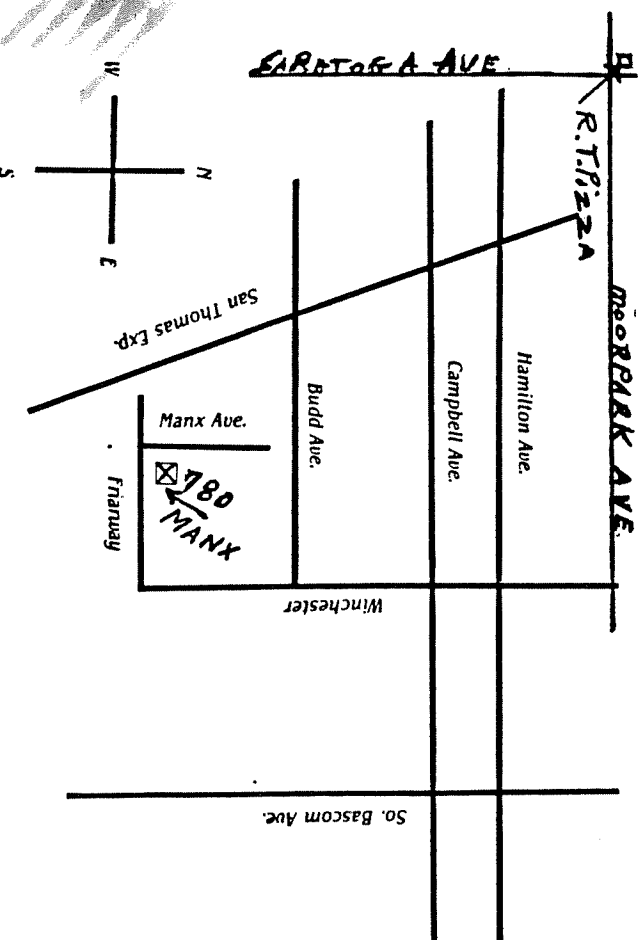 SARATOGA AVE.
R.T. PizzA
MOORPARK AVE.
W
N
S
E
San Thomas Exp.
Hamilton Ave.
Campbell Ave.
Budd Ave.
Manx Ave.
780
MANX
Friarway
Winchester
So. Bascom Ave.